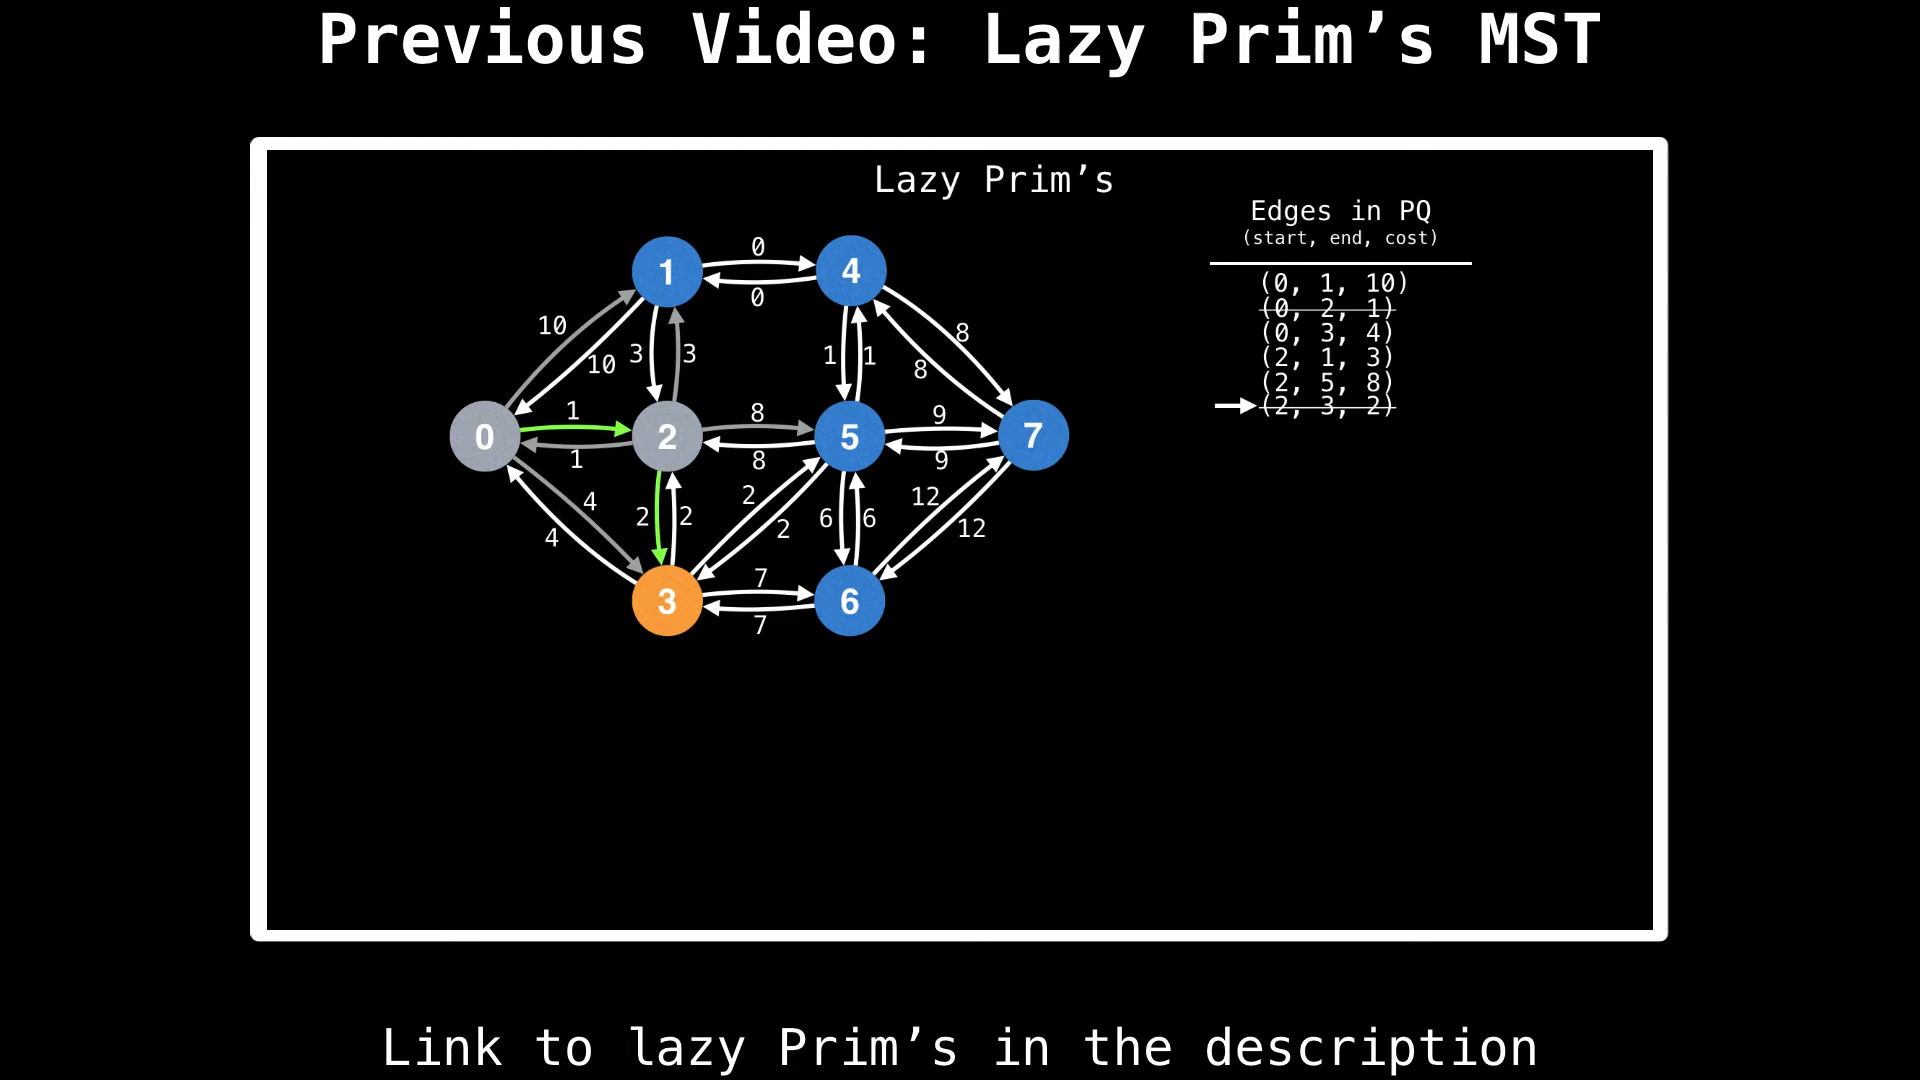 Previous Video: Lazy Prim’s MST
Lazy Prim’s
Edges in PQ
(start, end, cost)
(0, 1, 10)
(0, 2, 1)
(0, 3, 4)
(2, 1, 3)
(2, 5, 8)
(2, 3, 2)
0
1 4
0
10 8
10 3 3 1 1 8
1 8 9
0 2 5 7
1 8 9
4 2 12
4 2 2 2 6 6 12
7
3 6
7
Link to lazy Prim’s in the description